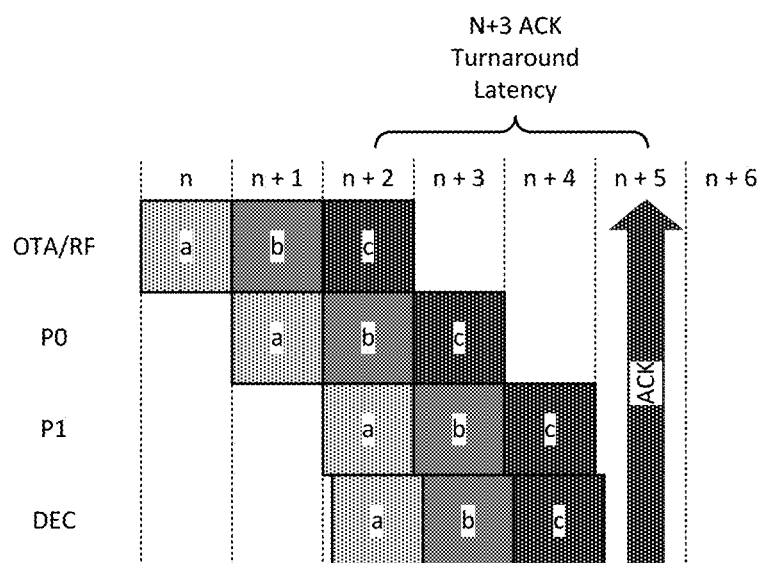 N+3 ACK
Turnaround
Latency
n n + 1 n + 2 n + 3 n + 4 n + 5 n + 6
OTA/RF a b c
P0 a b c
P1 a b c
ACK
DEC a b c